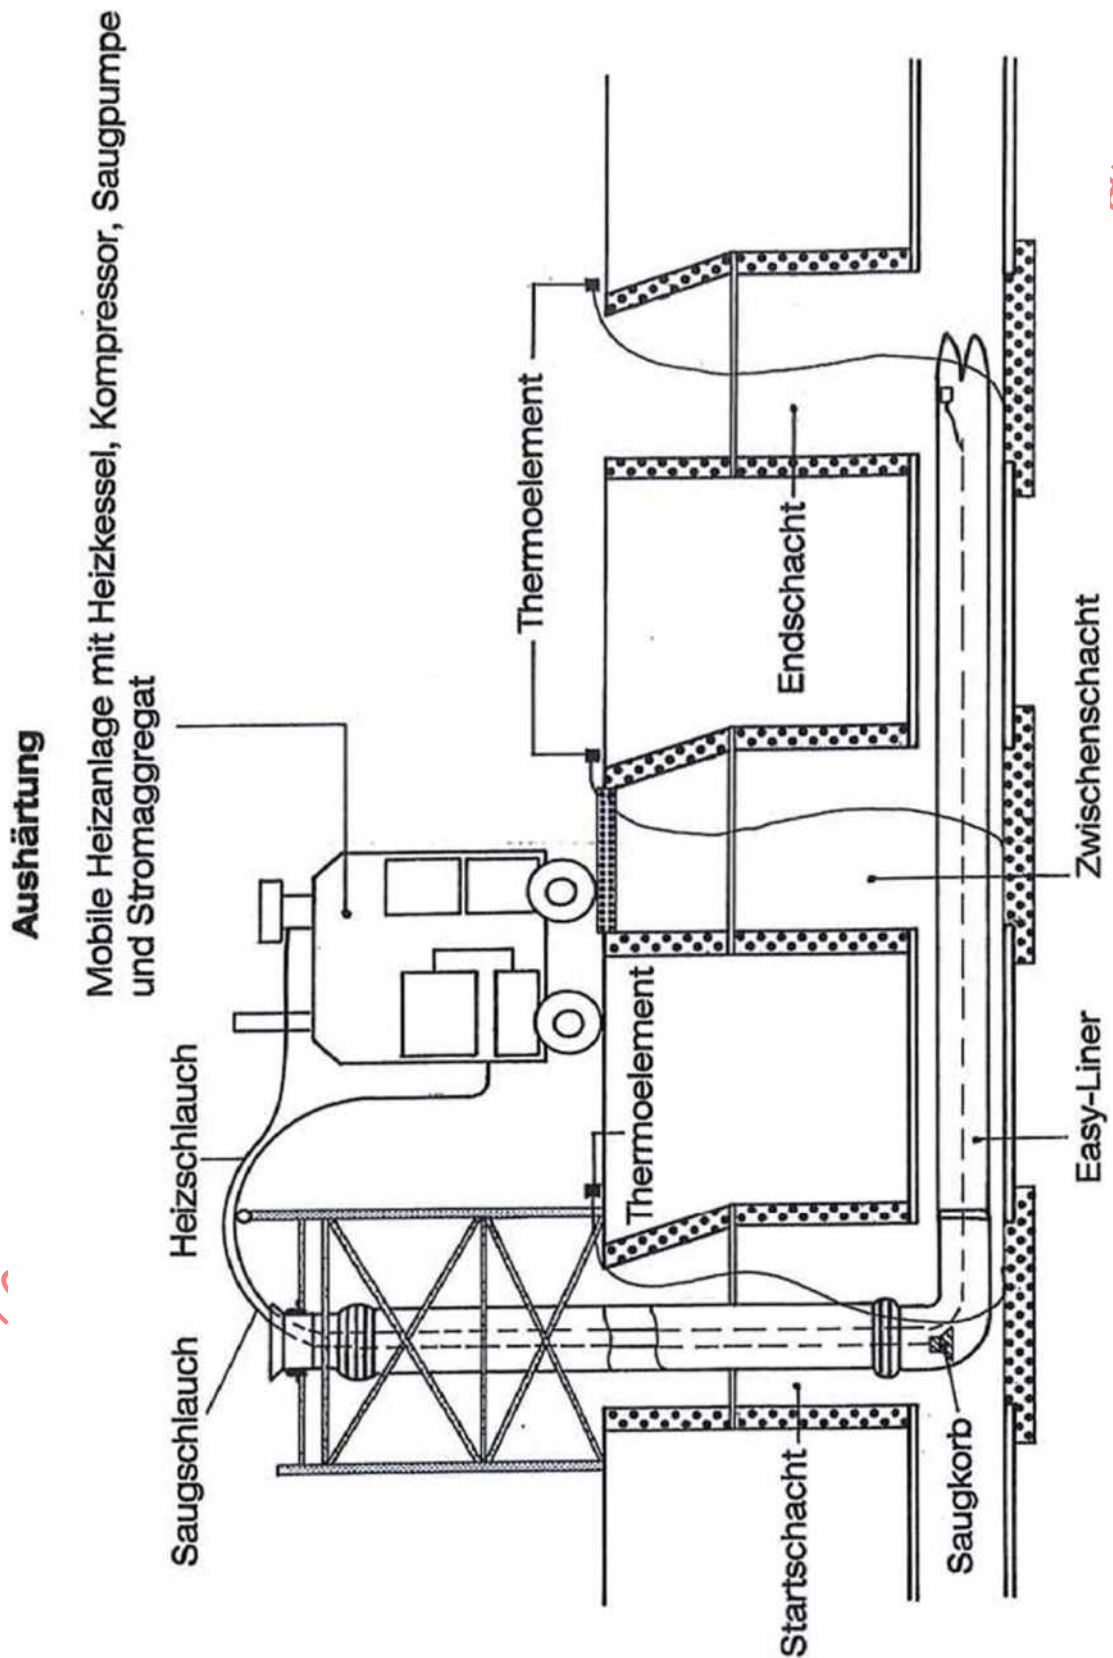 Aushärtung
Mobile Heizanlage mit Heizkessel, Kompressor, Saugpumpe
und Stromaggregat
Saugschlauch
Heizschlauch
Thermoelement
Thermoelement
Startschacht
Endschacht
Saugkorb
Easy-Liner
Zwischenschacht